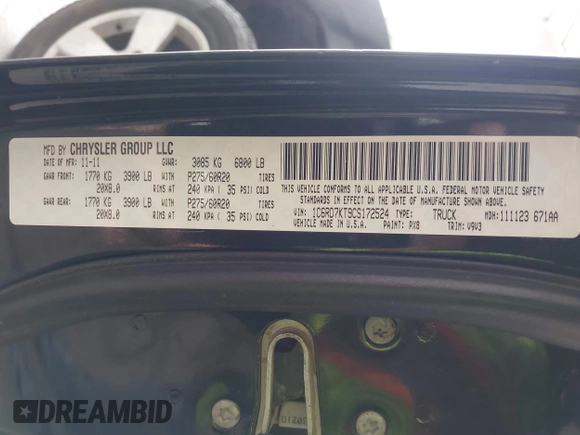 MFD BY CHRYSLER GROUP LLC
DATE OF MFR: 11-11 GVWR: 3085 KG 6800 LB
GAWR FRONT: 1770 KG 3900 LB WITH P275/60R20 TIRES
20X8.0 RIMS AT 240 KPA ( 35 PSI) COLD
GAWR REAR: 1770 KG 3900 LB WITH P275/60R20 TIRES
20X8.0 RIMS AT 240 KPA ( 35 PSI) COLD
THIS VEHICLE CONFORMS TO ALL APPLICABLE U.S.A. FEDERAL MOTOR VEHICLE SAFETY
STANDARDS IN EFFECT ON THE DATE OF MANUFACTURE SHOWN ABOVE.
VIN: 1C6RD7KT9CS172524 TYPE: TRUCK MDH: 111123 671AA
VEHICLE MADE IN U.S.A. PAINT: PX8 TRIM: V9V3
DREAMBID